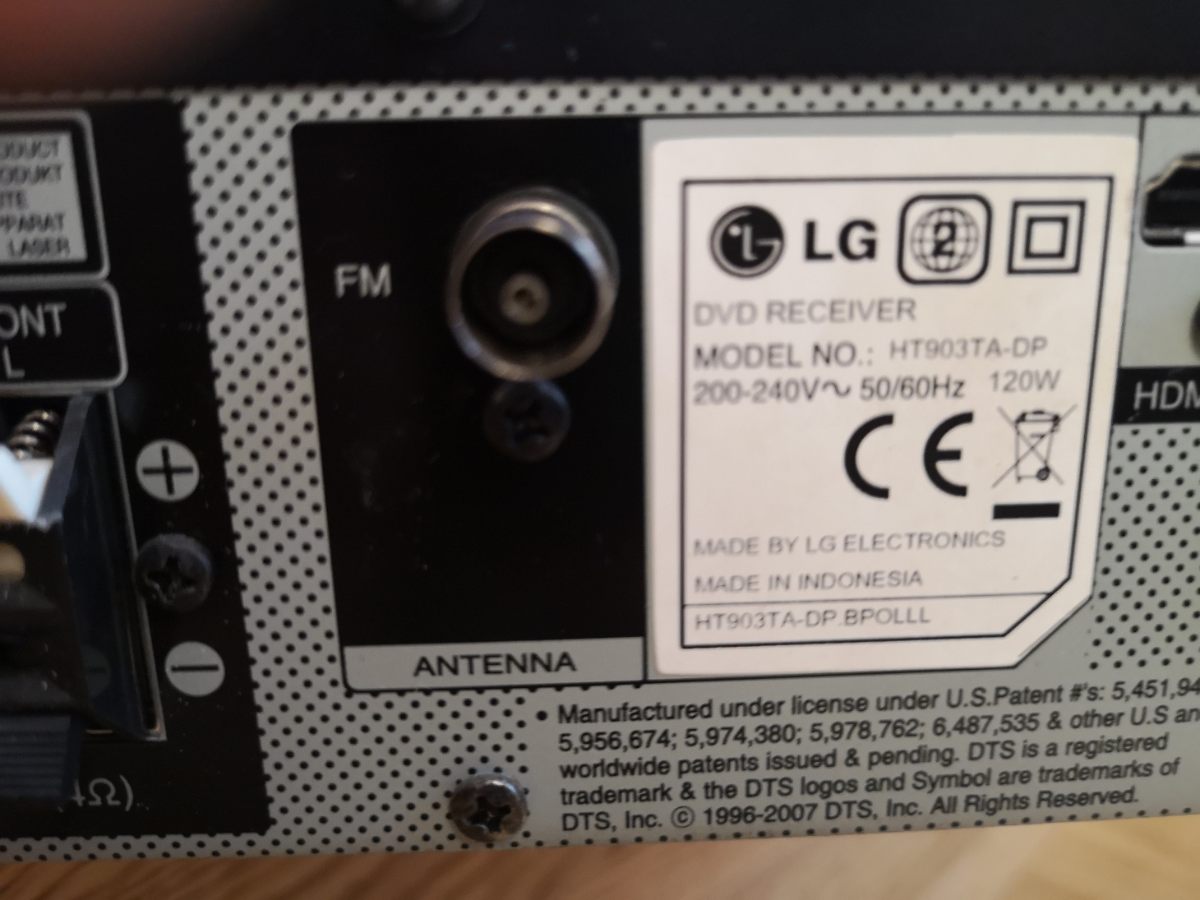 LASER
FM
ANTENNA
LG
2
DVD RECEIVER
MODEL NO.: HT903TA-DP
200-240V~ 50/60Hz 120W
CE
MADE BY LG ELECTRONICS
MADE IN INDONESIA
HT903TA-DP.BPOLLL
L
+
−
• Manufactured under license under U.S.Patent #'s: 5,451,94
5,956,674; 5,974,380; 5,978,762; 6,487,535 & other U.S an
worldwide patents issued & pending. DTS is a registered
trademark & the DTS logos and Symbol are trademarks of
DTS, Inc. © 1996-2007 DTS, Inc. All Rights Reserved.